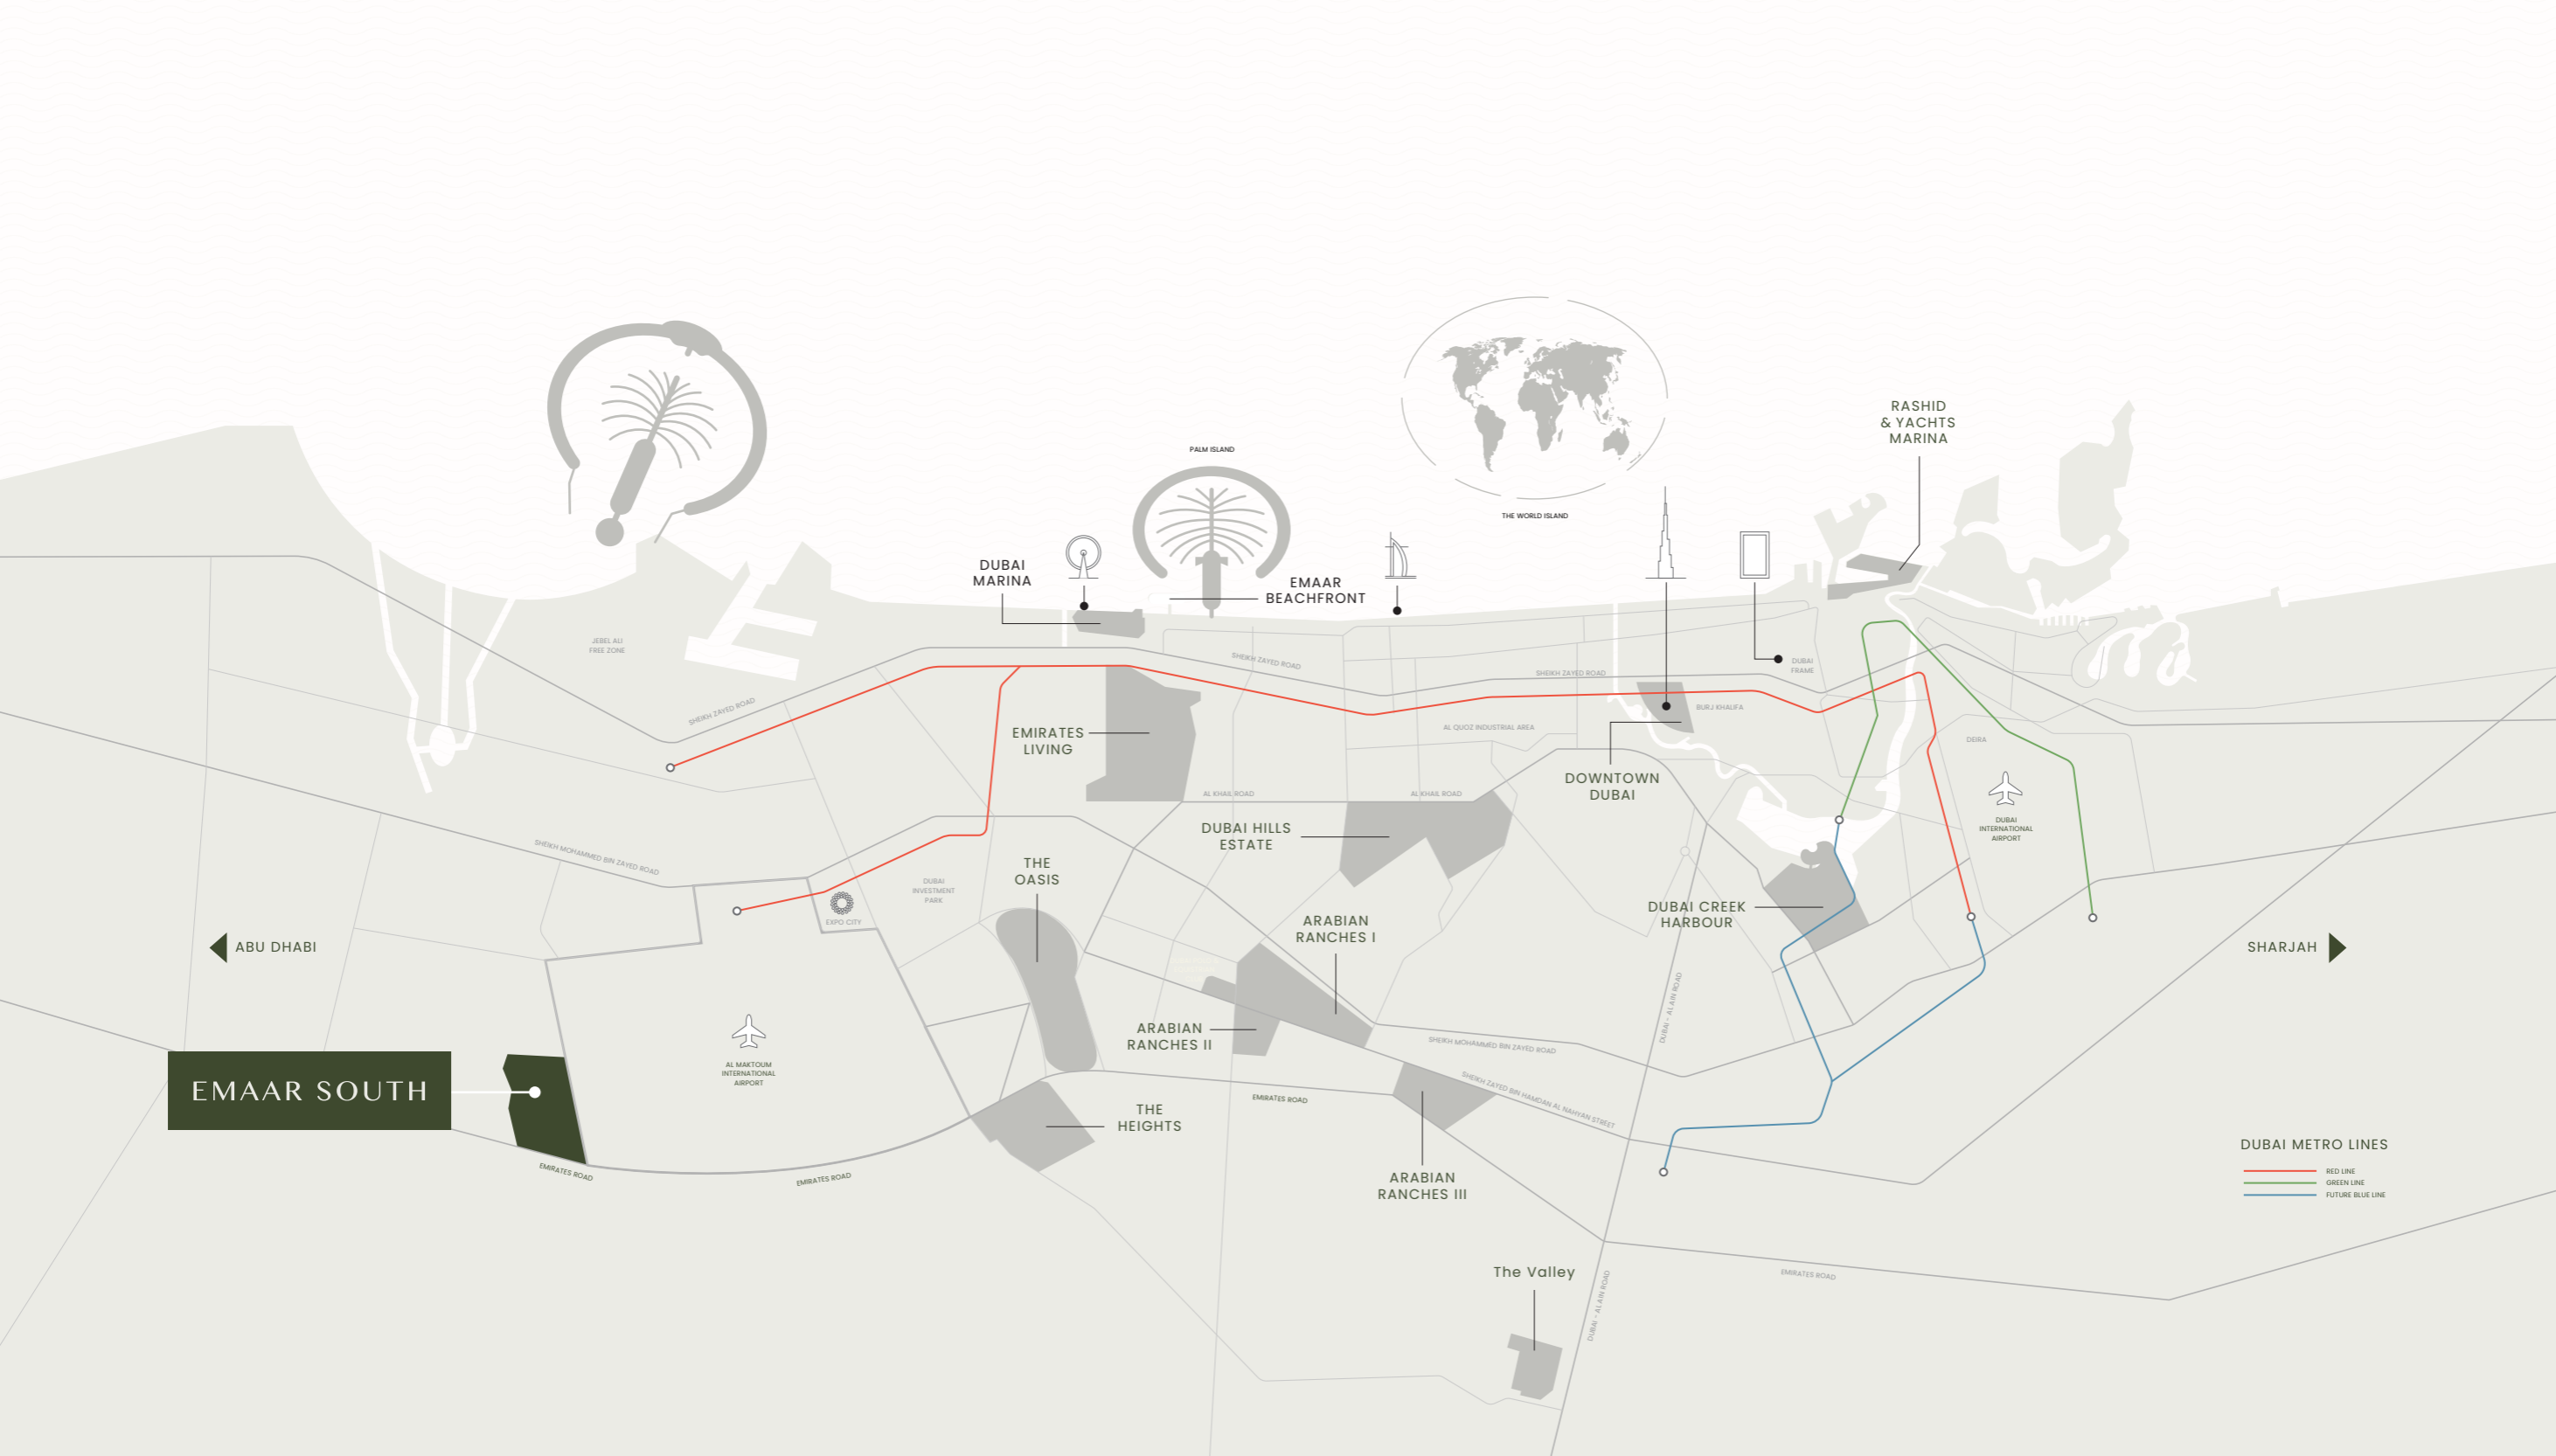 RASHID
& YACHTS
MARINA
PALM ISLAND
THE WORLD ISLAND
DUBAI
MARINA
EMAAR
BEACHFRONT
JEBEL ALI
FREE ZONE
SHEIKH ZAYED ROAD
SHEIKH ZAYED ROAD
SHEIKH ZAYED ROAD
DUBAI
FRAME
BURJ KHALIFA
AL QUOZ INDUSTRIAL AREA
DEIRA
EMIRATES
LIVING
DOWNTOWN
DUBAI
AL KHAIL ROAD
AL KHAIL ROAD
DUBAI
INTERNATIONAL
AIRPORT
DUBAI HILLS
ESTATE
SHEIKH MOHAMMED BIN ZAYED ROAD
THE
OASIS
DUBAI
INVESTMENT
PARK
EXPO CITY
DUBAI CREEK
HARBOUR
ARABIAN
RANCHES I
ABU DHABI
SHARJAH
DUBAI - AL AIN ROAD
ARABIAN
RANCHES II
SHEIKH MOHAMMED BIN ZAYED ROAD
AL MAKTOUM
INTERNATIONAL
AIRPORT
EMAAR SOUTH
SHEIKH ZAYED BIN HAMDAN AL NAHYAN STREET
EMIRATES ROAD
THE
HEIGHTS
EMIRATES ROAD
EMIRATES ROAD
ARABIAN
RANCHES III
DUBAI METRO LINES
RED LINE
GREEN LINE
FUTURE BLUE LINE
The Valley
EMIRATES ROAD
DUBAI - AL AIN ROAD